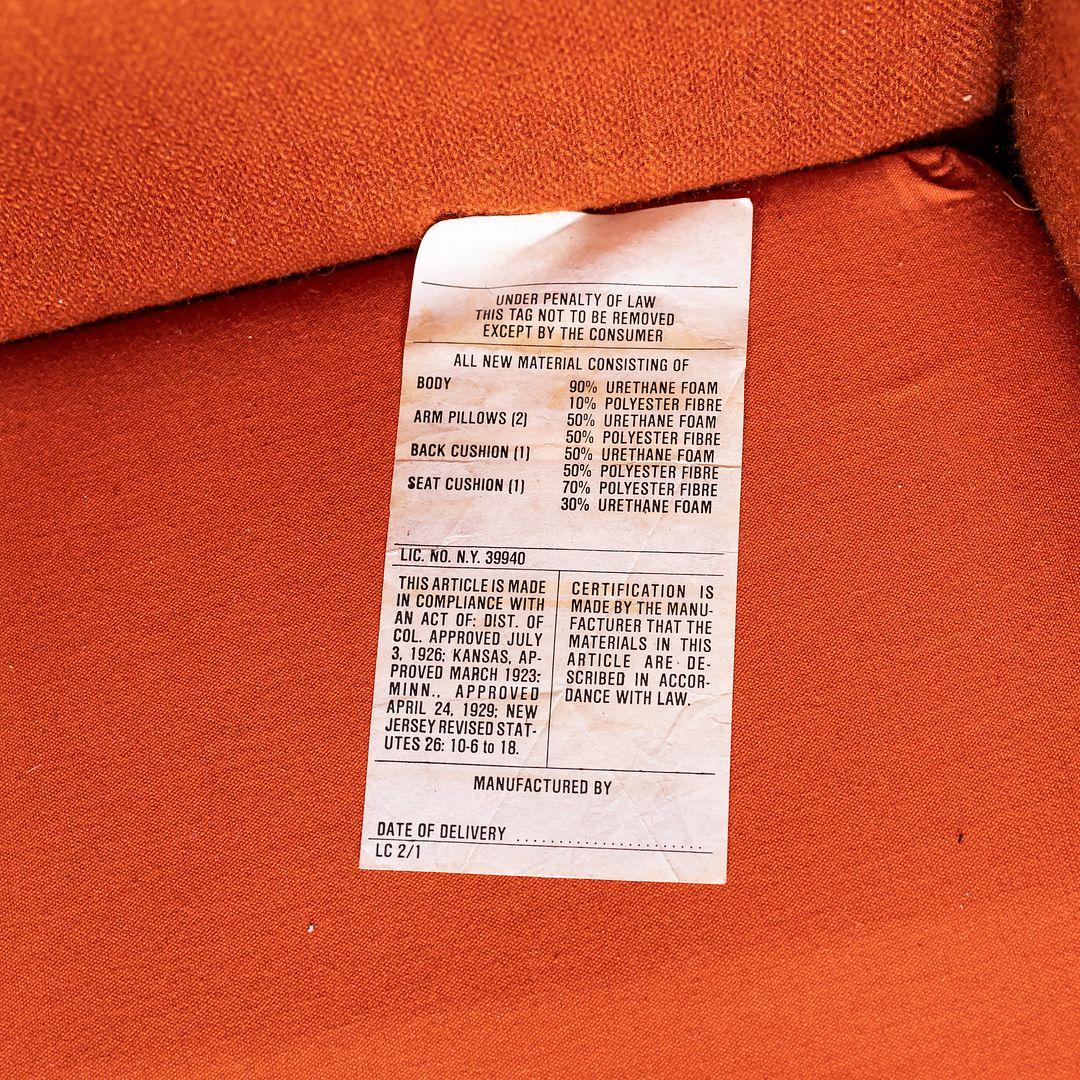 UNDER PENALTY OF LAW
THIS TAG NOT TO BE REMOVED
EXCEPT BY THE CONSUMER
ALL NEW MATERIAL CONSISTING OF
BODY 90% URETHANE FOAM
10% POLYESTER FIBRE
ARM PILLOWS (2) 50% URETHANE FOAM
50% POLYESTER FIBRE
BACK CUSHION (1) 50% URETHANE FOAM
50% POLYESTER FIBRE
SEAT CUSHION (1) 70% POLYESTER FIBRE
30% URETHANE FOAM
LIC. NO. N.Y. 39940
THIS ARTICLE IS MADE
IN COMPLIANCE WITH
AN ACT OF: DIST. OF
COL. APPROVED JULY
3, 1926; KANSAS, AP-
PROVED MARCH 1923;
MINN., APPROVED
APRIL 24, 1929; NEW
JERSEY REVISED STAT-
UTES 26: 10-6 to 18.
CERTIFICATION IS
MADE BY THE MANU-
FACTURER THAT THE
MATERIALS IN THIS
ARTICLE ARE DE-
SCRIBED IN ACCOR-
DANCE WITH LAW.
MANUFACTURED BY
DATE OF DELIVERY ........................
LC 2/1